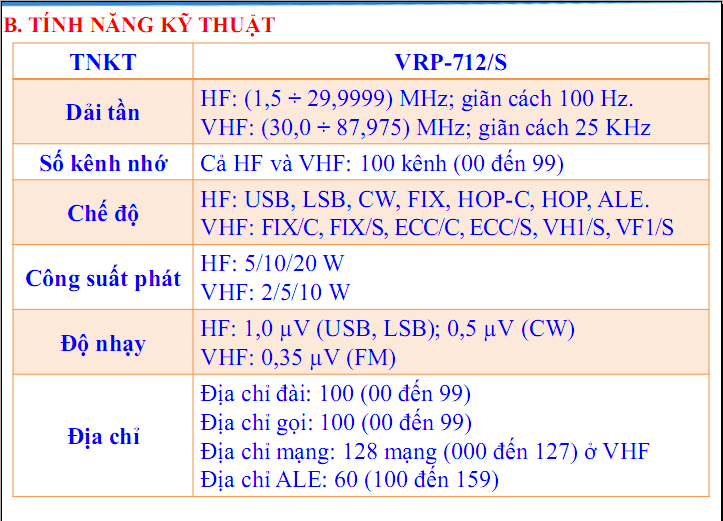 B. TÍNH NĂNG KỸ THUẬT
TNKT
VRP-712/S
Dải tần
HF: (1,5 ÷ 29,9999) MHz; giãn cách 100 Hz.
VHF: (30,0 ÷ 87,975) MHz; giãn cách 25 KHz
Số kênh nhớ
Cả HF và VHF: 100 kênh (00 đến 99)
Chế độ
HF: USB, LSB, CW, FIX, HOP-C, HOP, ALE.
VHF: FIX/C, FIX/S, ECC/C, ECC/S, VH1/S, VF1/S
Công suất phát
HF: 5/10/20 W
VHF: 2/5/10 W
Độ nhạy
HF: 1,0 µV (USB, LSB); 0,5 µV (CW)
VHF: 0,35 µV (FM)
Địa chỉ
Địa chỉ đài: 100 (00 đến 99)
Địa chỉ gọi: 100 (00 đến 99)
Địa chỉ mạng: 128 mạng (000 đến 127) ở VHF
Địa chỉ ALE: 60 (100 đến 159)